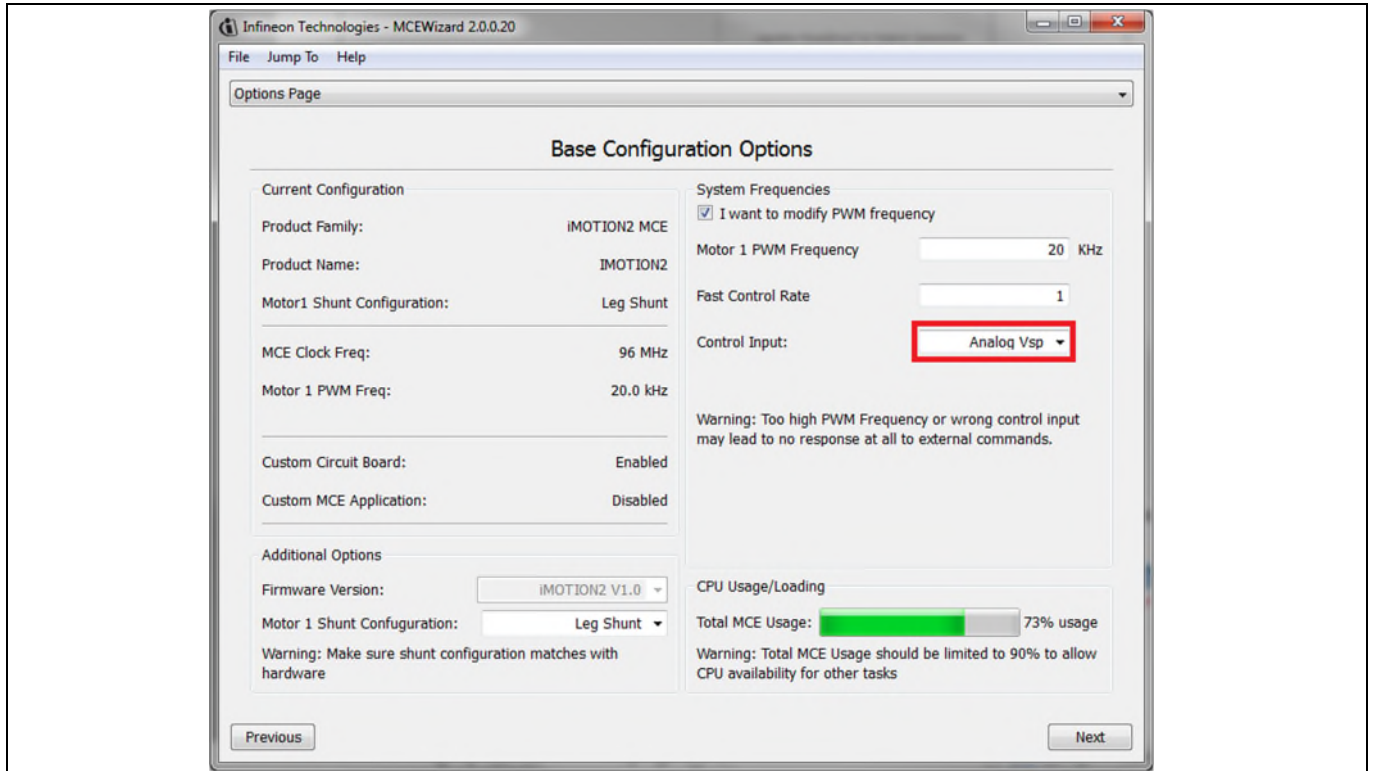 Infineon Technologies - MCEWizard 2.0.0.20
File Jump To Help
Options Page
Base Configuration Options
Current Configuration
Product Family: iMOTION2 MCE
Product Name: IMOTION2
Motor1 Shunt Configuration: Leg Shunt
MCE Clock Freq: 96 MHz
Motor 1 PWM Freq: 20.0 kHz
Custom Circuit Board: Enabled
Custom MCE Application: Disabled
Additional Options
Firmware Version: iMOTION2 V1.0
Motor 1 Shunt Confuguration: Leg Shunt
Warning: Make sure shunt configuration matches with
hardware
System Frequencies
I want to modify PWM frequency
Motor 1 PWM Frequency 20 KHz
Fast Control Rate 1
Control Input: Analog Vsp
Warning: Too high PWM Frequency or wrong control input
may lead to no response at all to external commands.
CPU Usage/Loading
Total MCE Usage: 73% usage
Warning: Total MCE Usage should be limited to 90% to allow
CPU availability for other tasks
Previous
Next